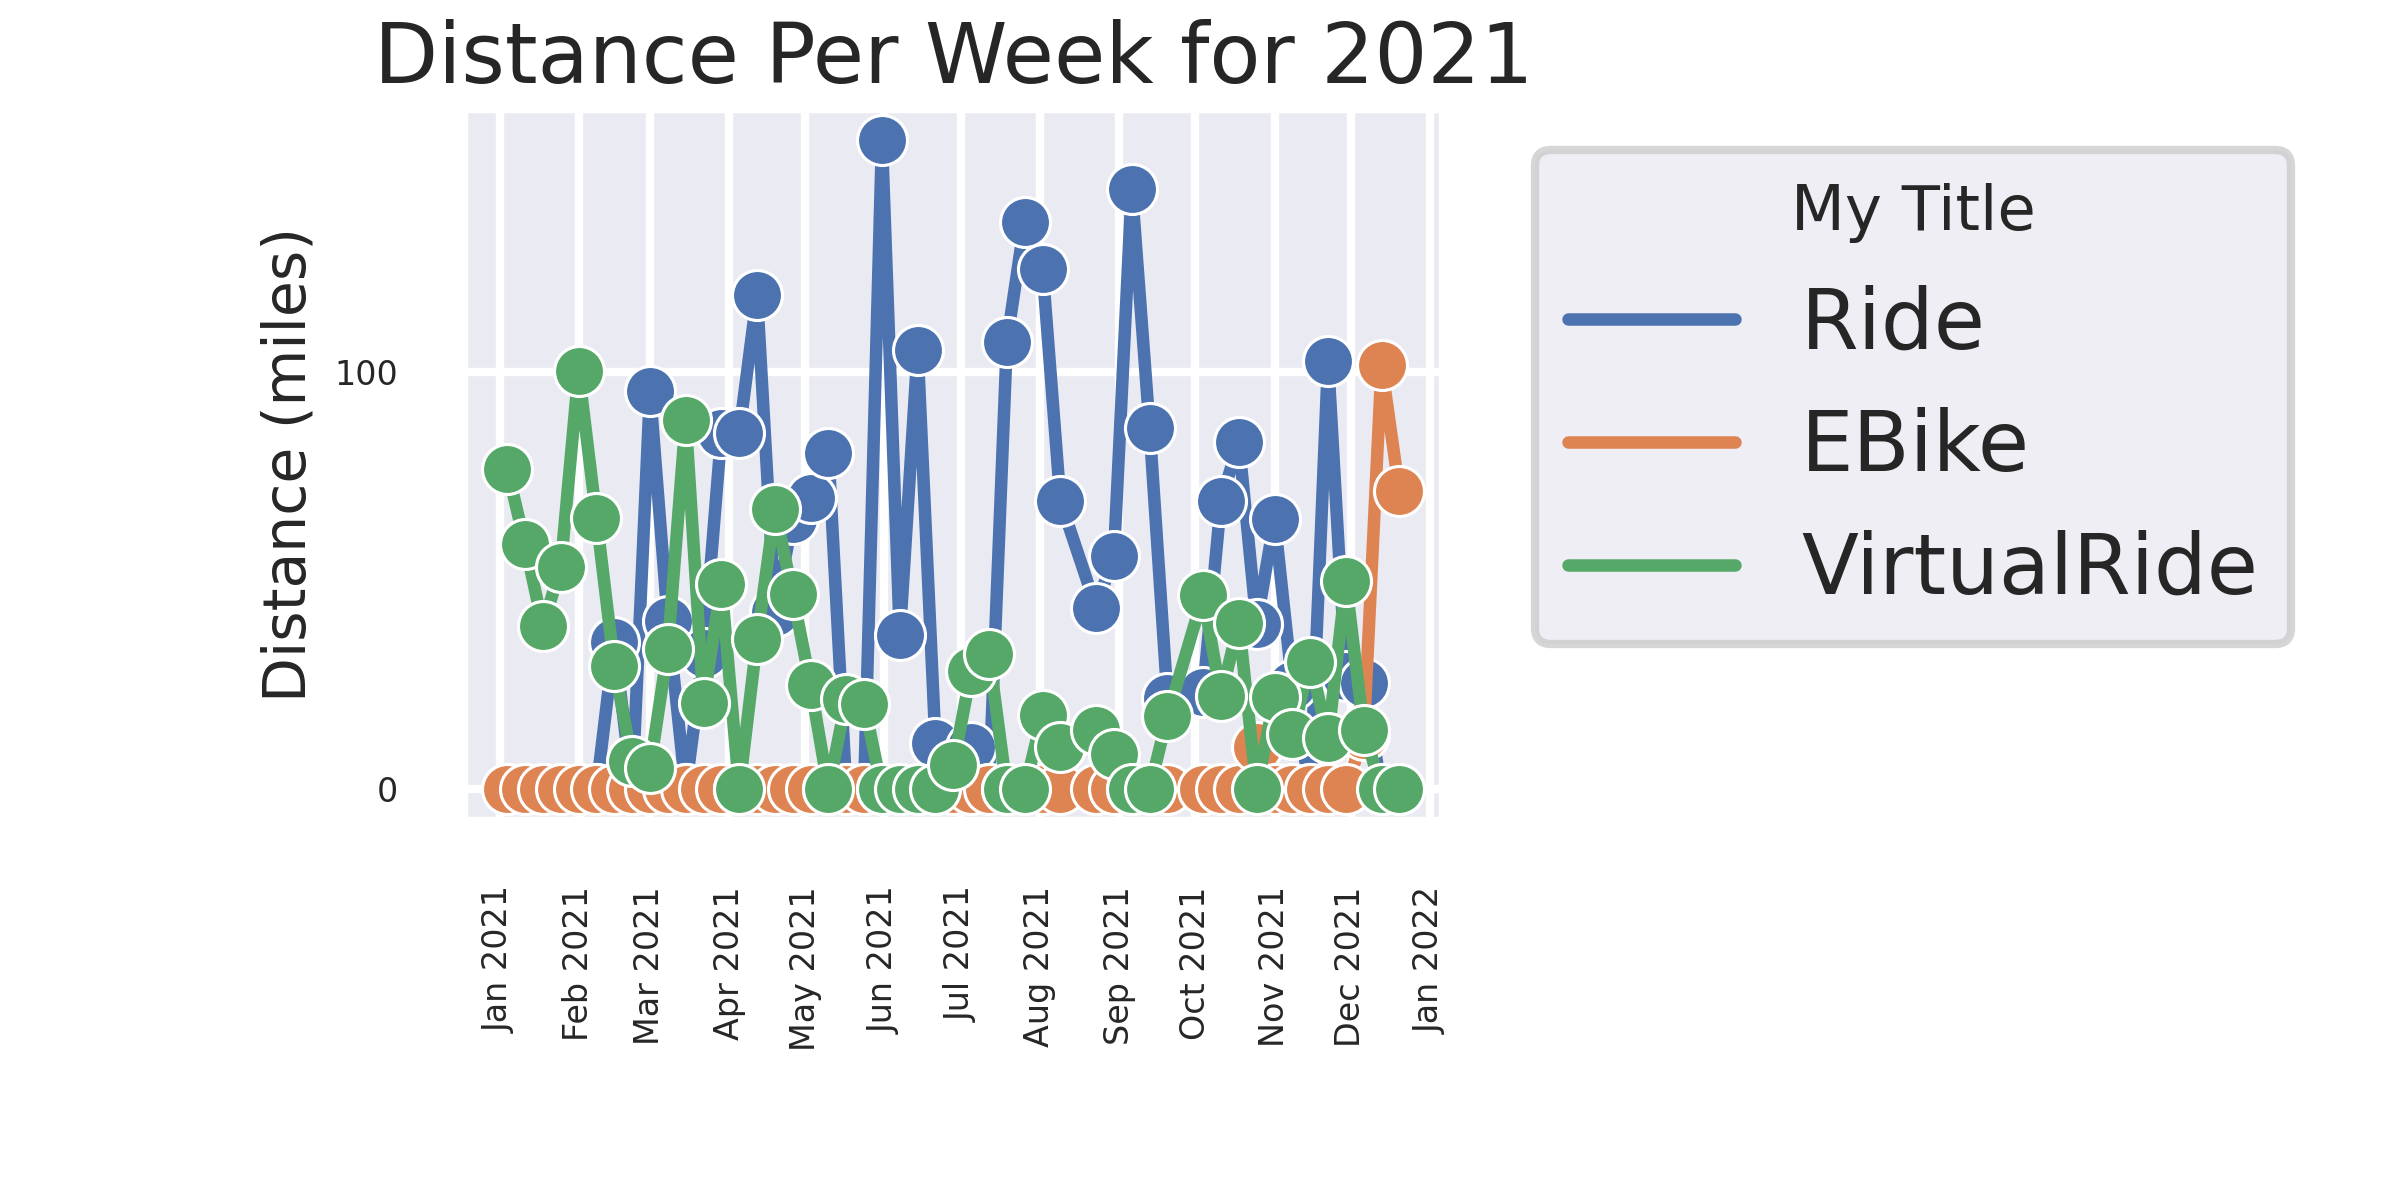 Distance Per Week for 2021
Distance (miles)
100
0
Jan 2021
Feb 2021
Mar 2021
Apr 2021
May 2021
Jun 2021
Jul 2021
Aug 2021
Sep 2021
Oct 2021
Nov 2021
Dec 2021
Jan 2022
My Title
Ride
EBike
VirtualRide